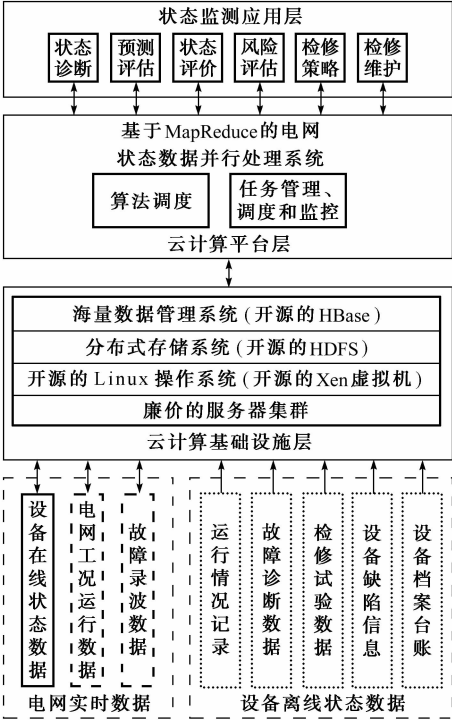 状态监测应用层
状态诊断
预测评估
状态评价
风险评估
检修策略
检修维护
基于MapReduce的电网
状态数据并行处理系统
算法调度
任务管理、
调度和监控
云计算平台层
海量数据管理系统(开源的HBase)
分布式存储系统(开源的HDFS)
开源的Linux操作系统(开源的Xen虚拟机)
廉价的服务器集群
云计算基础设施层
设备在线状态数据
电网工况运行数据
故障录波数据
运行情况记录
故障诊断数据
检修试验数据
设备缺陷信息
设备档案台账
电网实时数据
设备离线状态数据